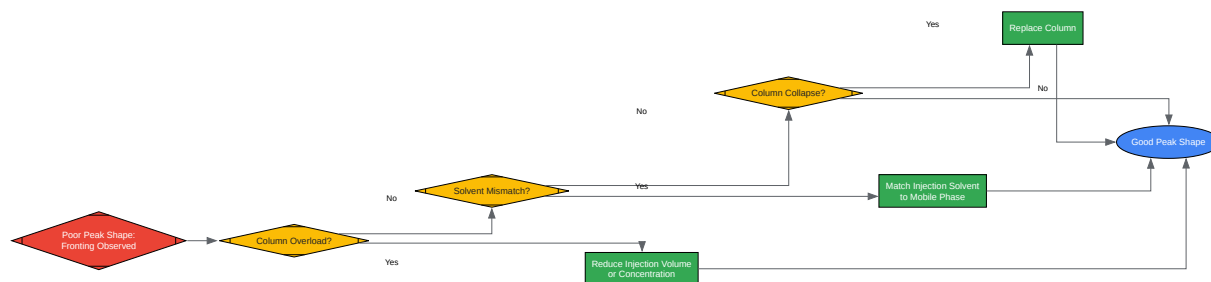 Yes
Replace Column
Column Collapse?
No
No
Good Peak Shape
Solvent Mismatch?
Yes
Match Injection Solvent
to Mobile Phase
No
Poor Peak Shape:
Fronting Observed
Column Overload?
Yes
Reduce Injection Volume
or Concentration